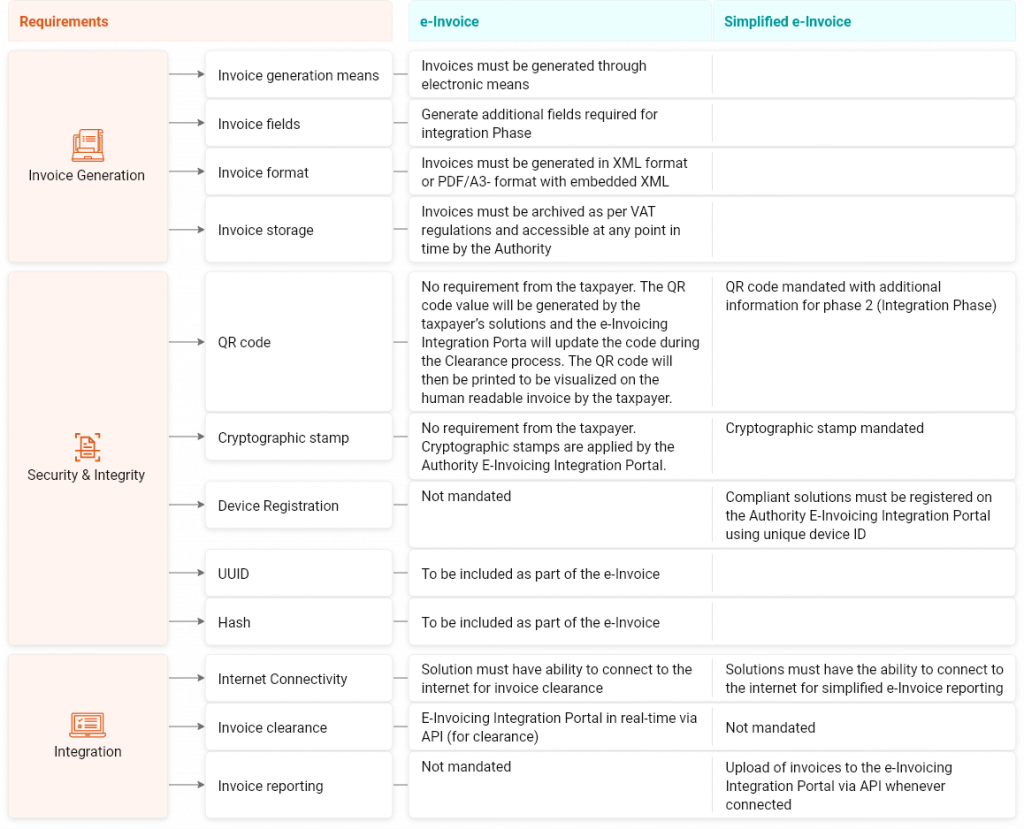 Requirements
e-Invoice
Simplified e-Invoice
Invoice Generation
Invoice generation means
Invoices must be generated through
electronic means
Invoice fields
Generate additional fields required for
integration Phase
Invoice format
Invoices must be generated in XML format
or PDF/A3- format with embedded XML
Invoice storage
Invoices must be archived as per VAT
regulations and accessible at any point in
time by the Authority
Security & Integrity
QR code
No requirement from the taxpayer. The QR
code value will be generated by the
taxpayer's solutions and the e-Invoicing
Integration Porta will update the code during
the Clearance process. The QR code will
then be printed to be visualized on the
human readable invoice by the taxpayer.
QR code mandated with additional
information for phase 2 (Integration Phase)
Cryptographic stamp
No requirement from the taxpayer.
Cryptographic stamps are applied by the
Authority E-Invoicing Integration Portal.
Cryptographic stamp mandated
Device Registration
Not mandated
Compliant solutions must be registered on
the Authority E-Invoicing Integration Portal
using unique device ID
UUID
To be included as part of the e-Invoice
Hash
To be included as part of the e-Invoice
Integration
Internet Connectivity
Solution must have ability to connect to the
internet for invoice clearance
Solutions must have the ability to connect to
the internet for simplified e-Invoice reporting
Invoice clearance
E-Invoicing Integration Portal in real-time via
API (for clearance)
Not mandated
Invoice reporting
Not mandated
Upload of invoices to the e-Invoicing
Integration Portal via API whenever
connected